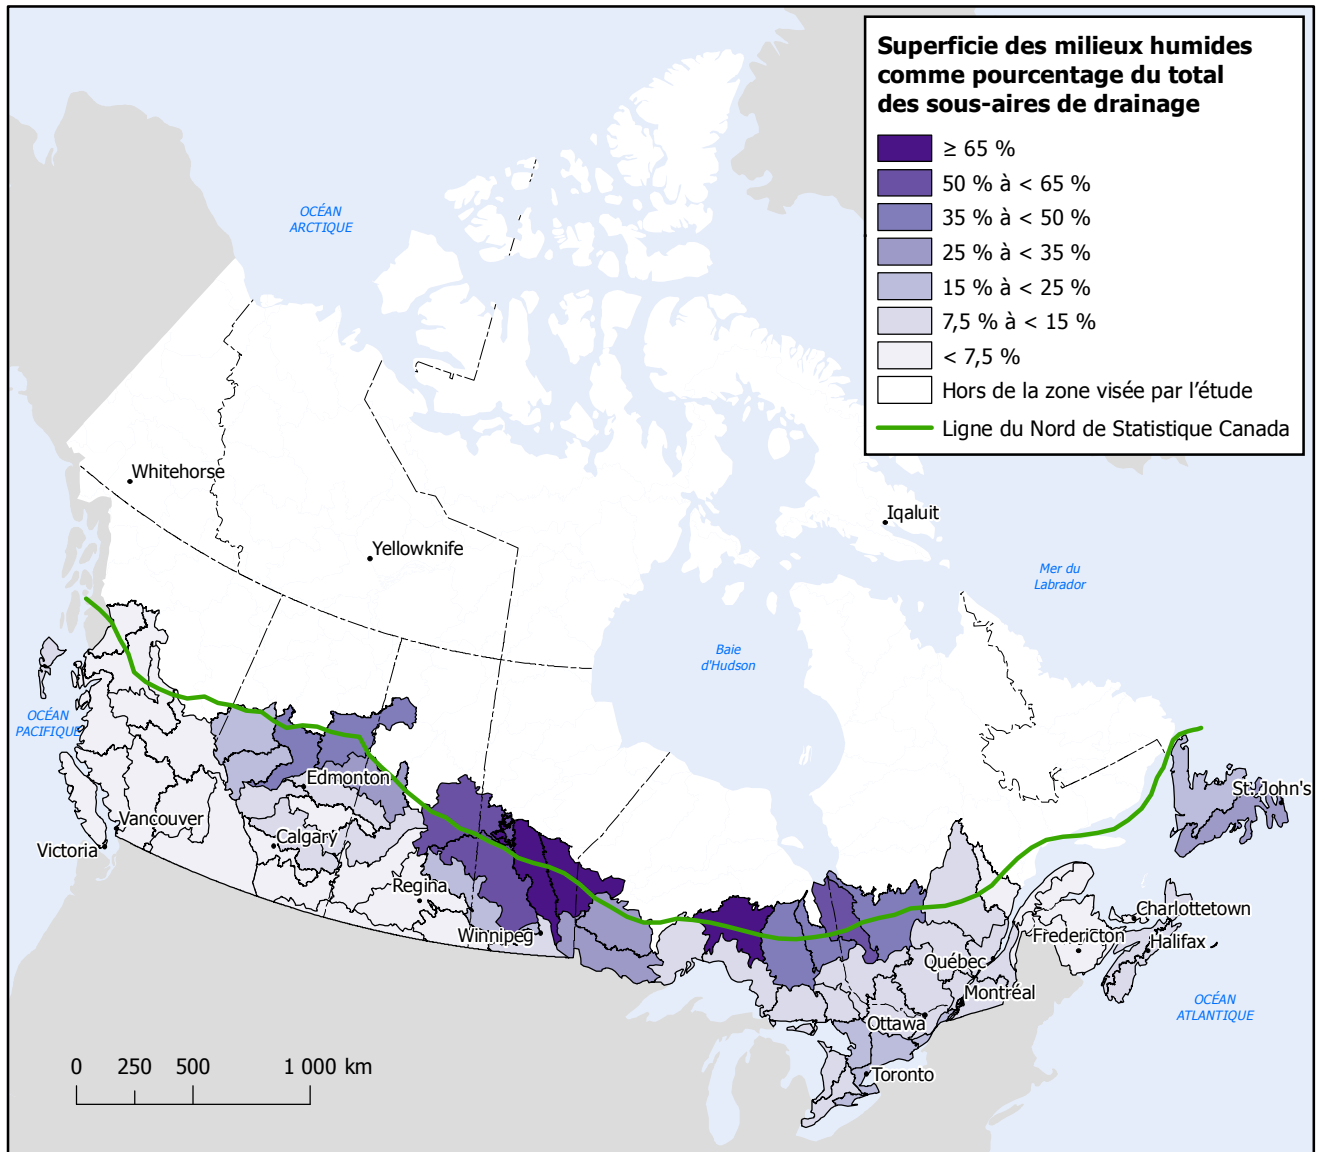 Superficie des milieux humides
comme pourcentage du total
des sous-aires de drainage
≥ 65 %
50 % à < 65 %
35 % à < 50 %
25 % à < 35 %
15 % à < 25 %
7,5 % à < 15 %
< 7,5 %
Hors de la zone visée par l'étude
Ligne du Nord de Statistique Canada
OCÉAN
ARCTIQUE
Whitehorse
Yellowknife
Iqaluit
Mer du
Labrador
Baie
d'Hudson
OCÉAN
PACIFIQUE
Edmonton
St. John's
Vancouver
Calgary
Victoria
Regina
Winnipeg
Charlottetown
Fredericton
Halifax
Québec
Montréal
OCÉAN
ATLANTIQUE
Ottawa
Toronto
0 250 500 1 000 km